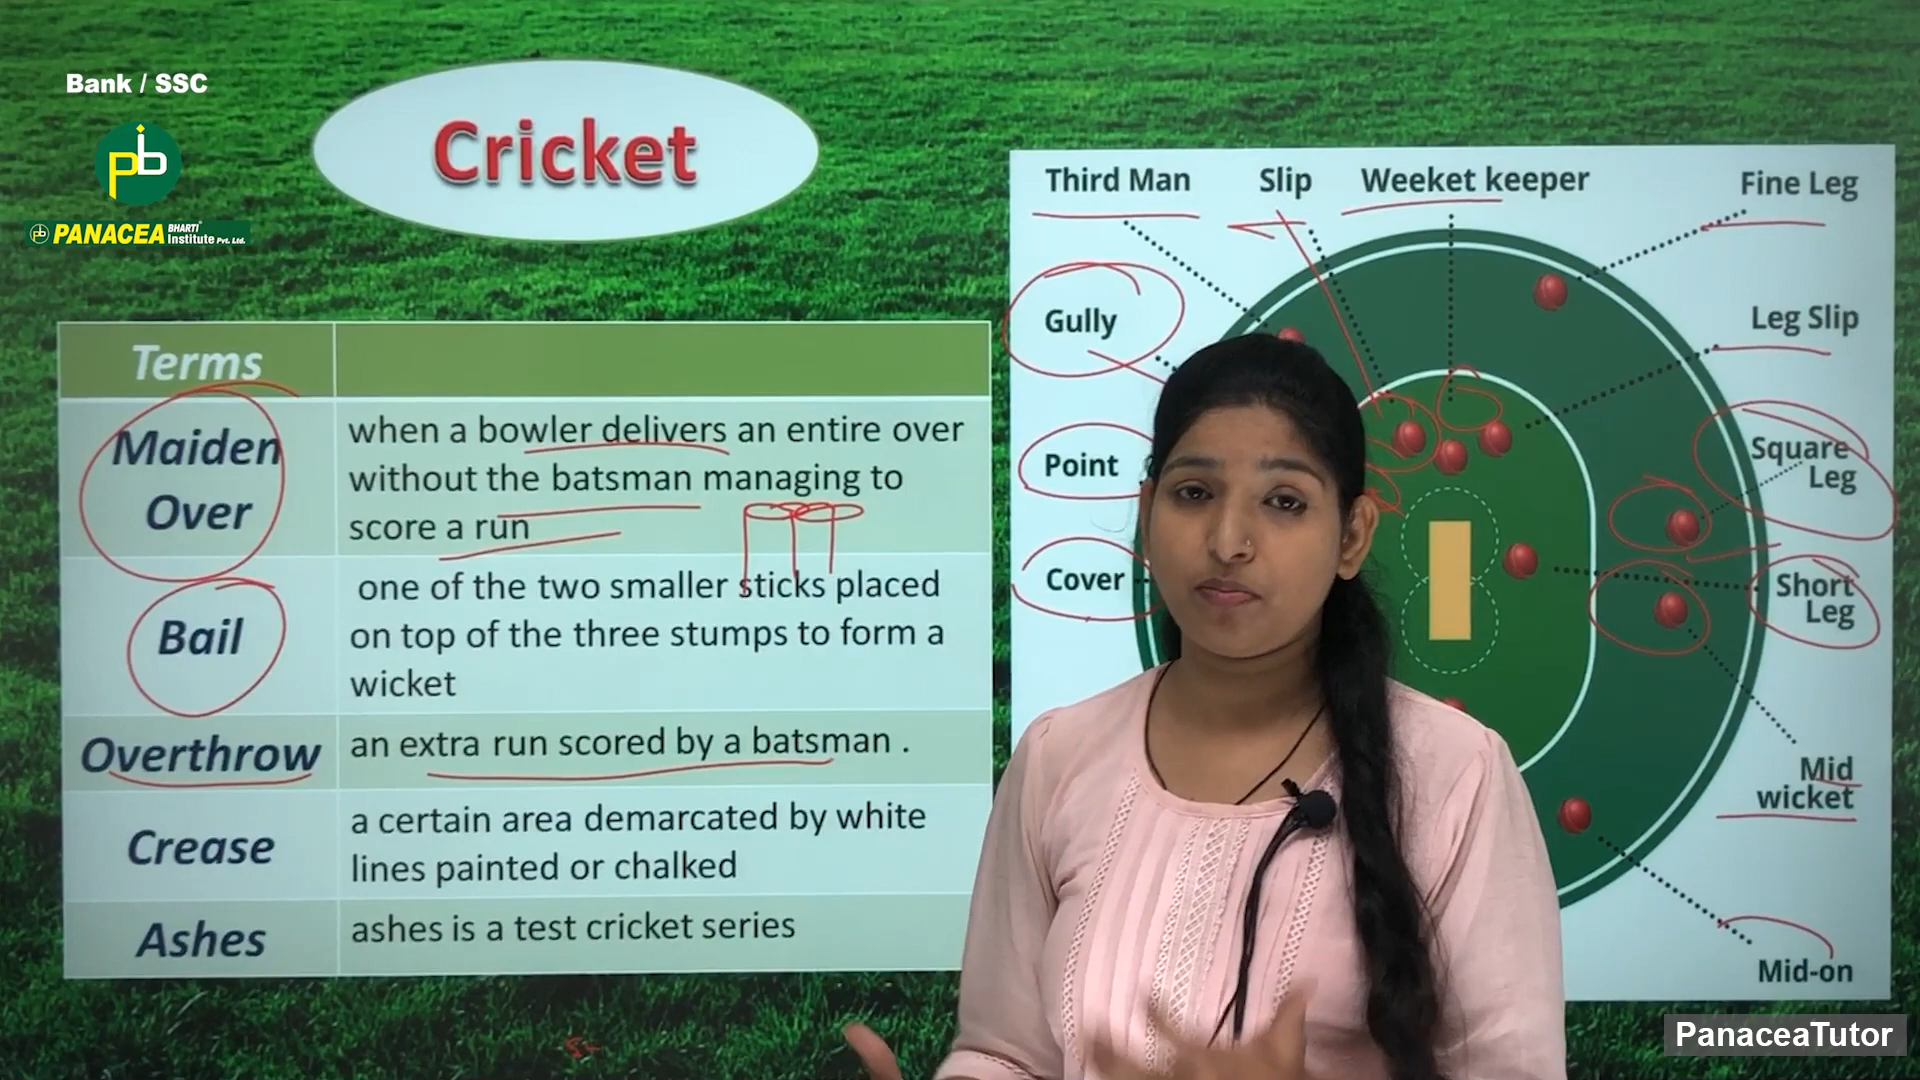 Bank / SSC
pb
PANACEA BHARTI Institute Pvt. Ltd.
Cricket
Terms
Maiden Over
when a bowler delivers an entire over
without the batsman managing to
score a run
Bail
one of the two smaller sticks placed
on top of the three stumps to form a
wicket
Overthrow
an extra run scored by a batsman .
Crease
a certain area demarcated by white
lines painted or chalked
Ashes
ashes is a test cricket series
Third Man
Slip
Weeket keeper
Fine Leg
Gully
Leg Slip
Point
Square
Leg
Cover
Short
Leg
Mid
wicket
Mid-on
PanaceaTutor